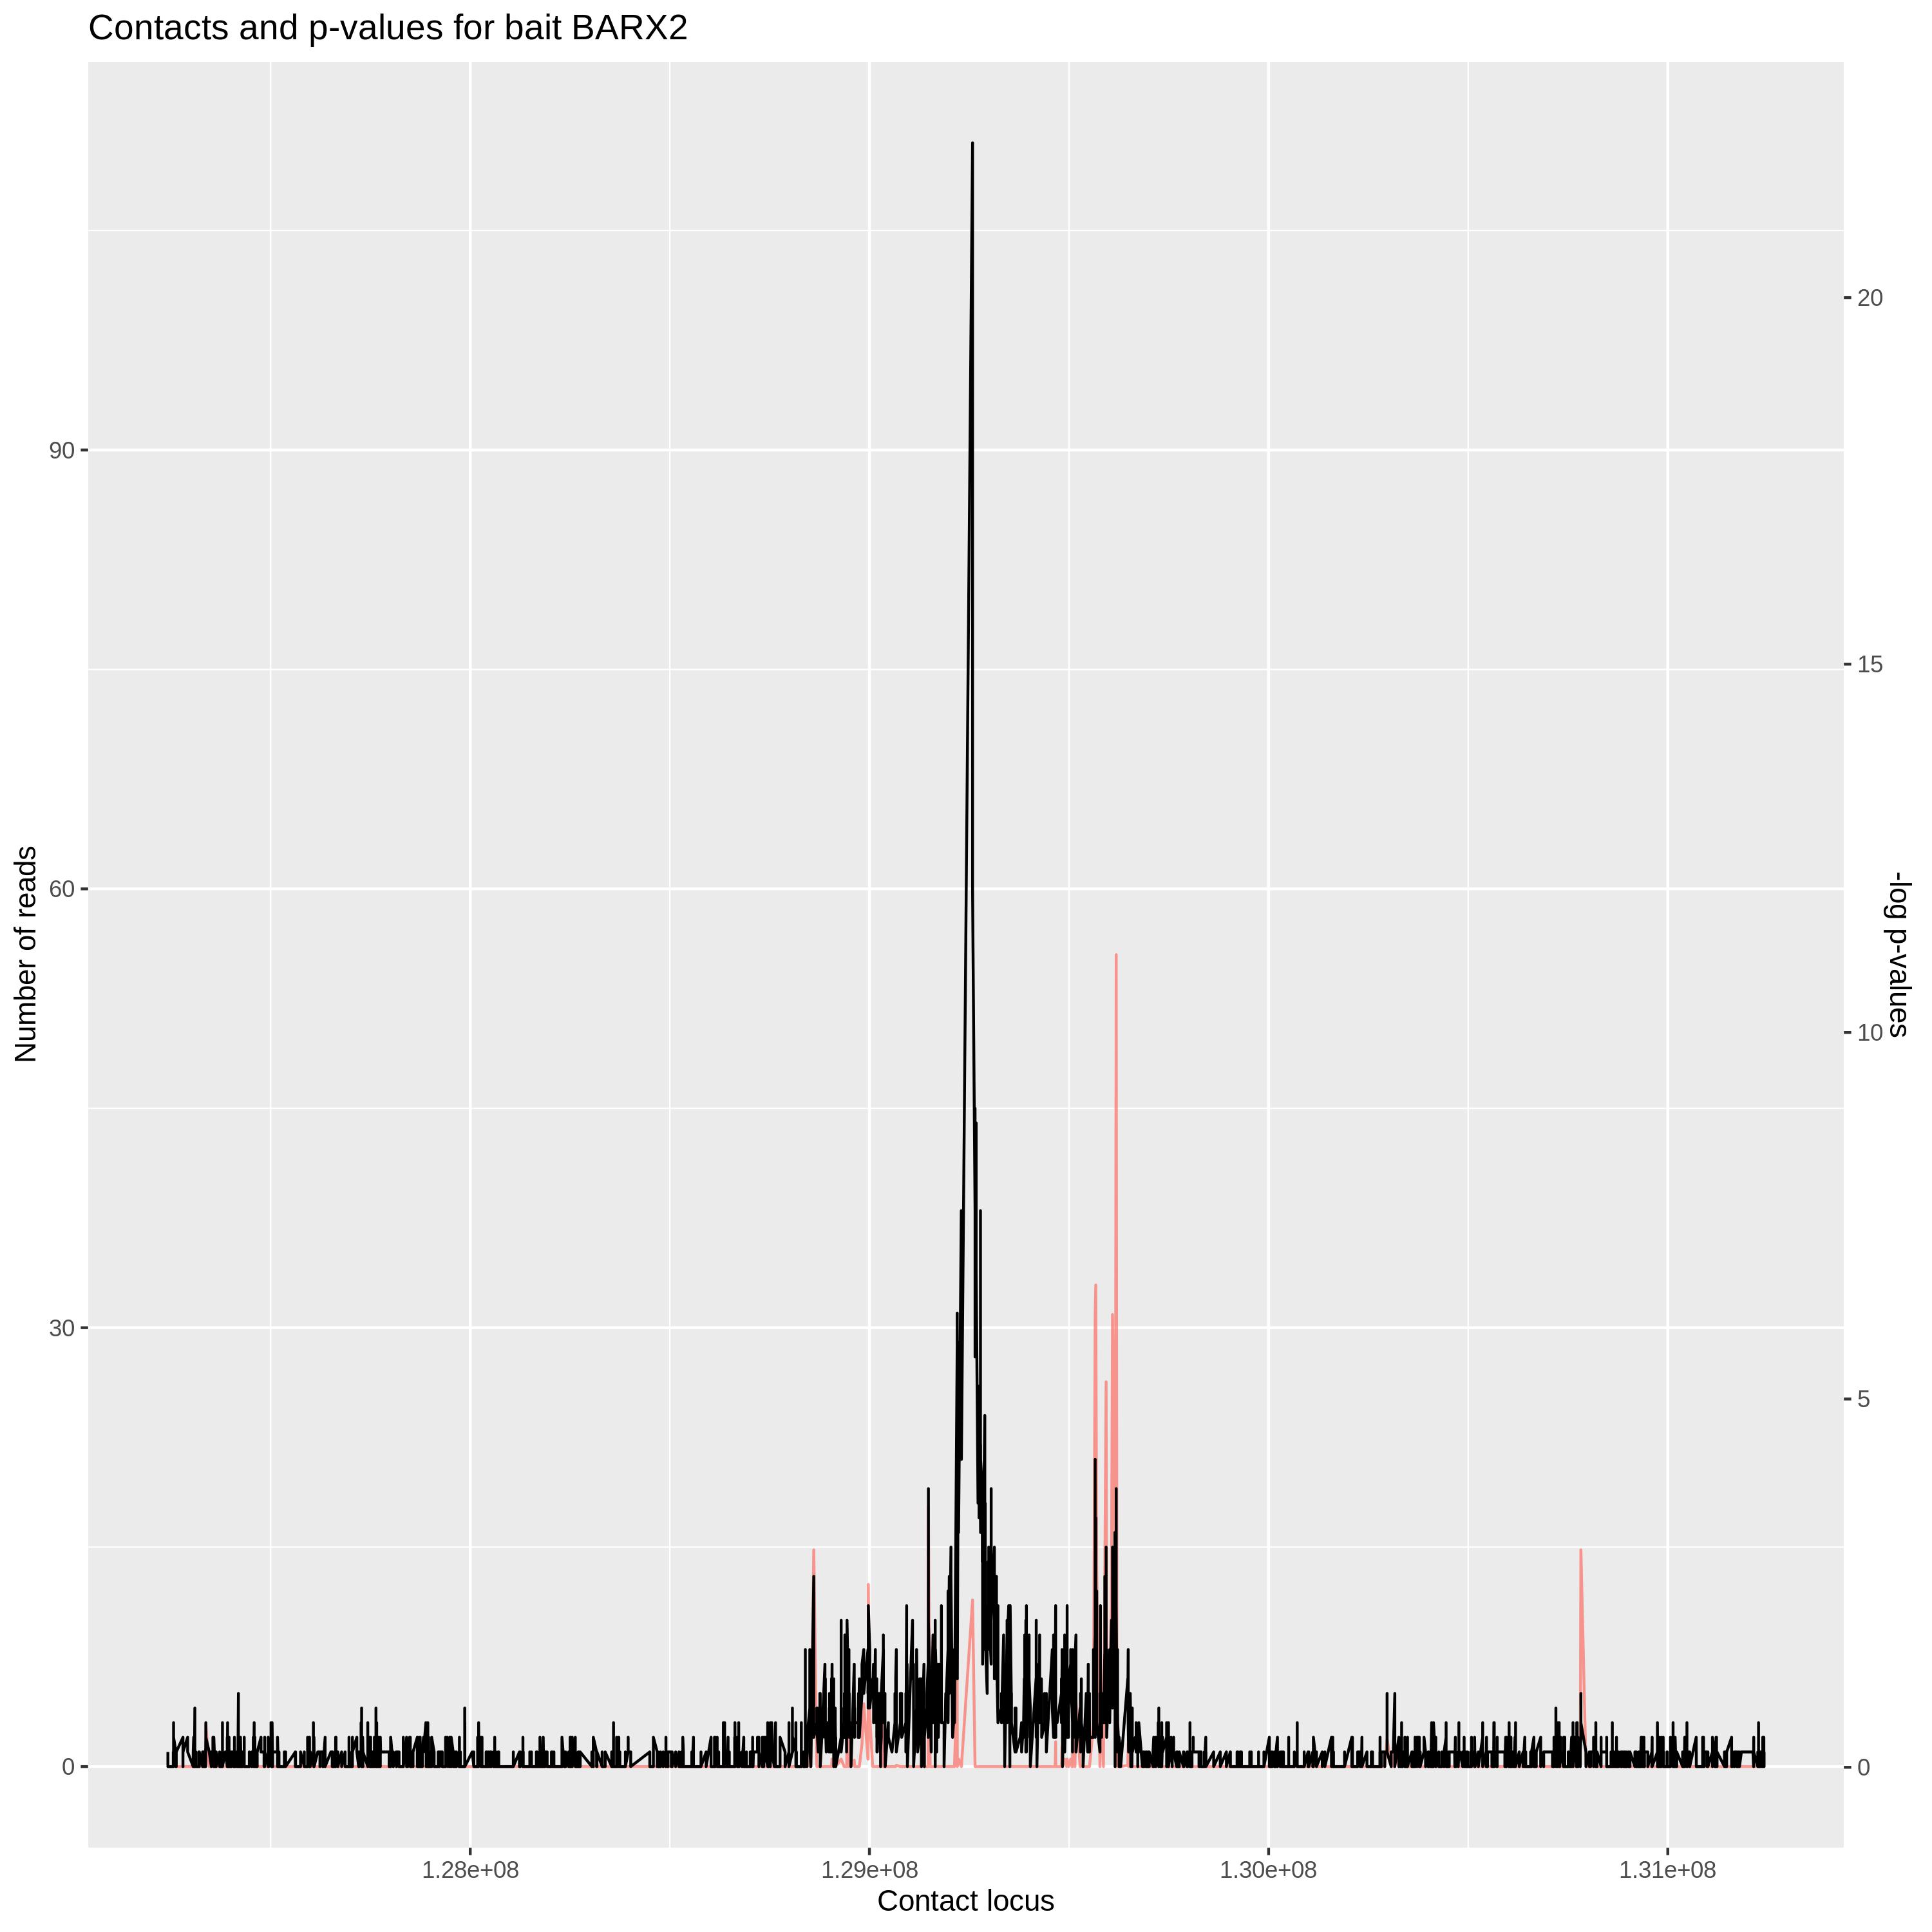 Contacts and p-values for bait BARX2
Number of reads
90
60
30
0
20
15
10
5
0
-log p-values
1.28e+08
1.29e+08
1.30e+08
1.31e+08
Contact locus